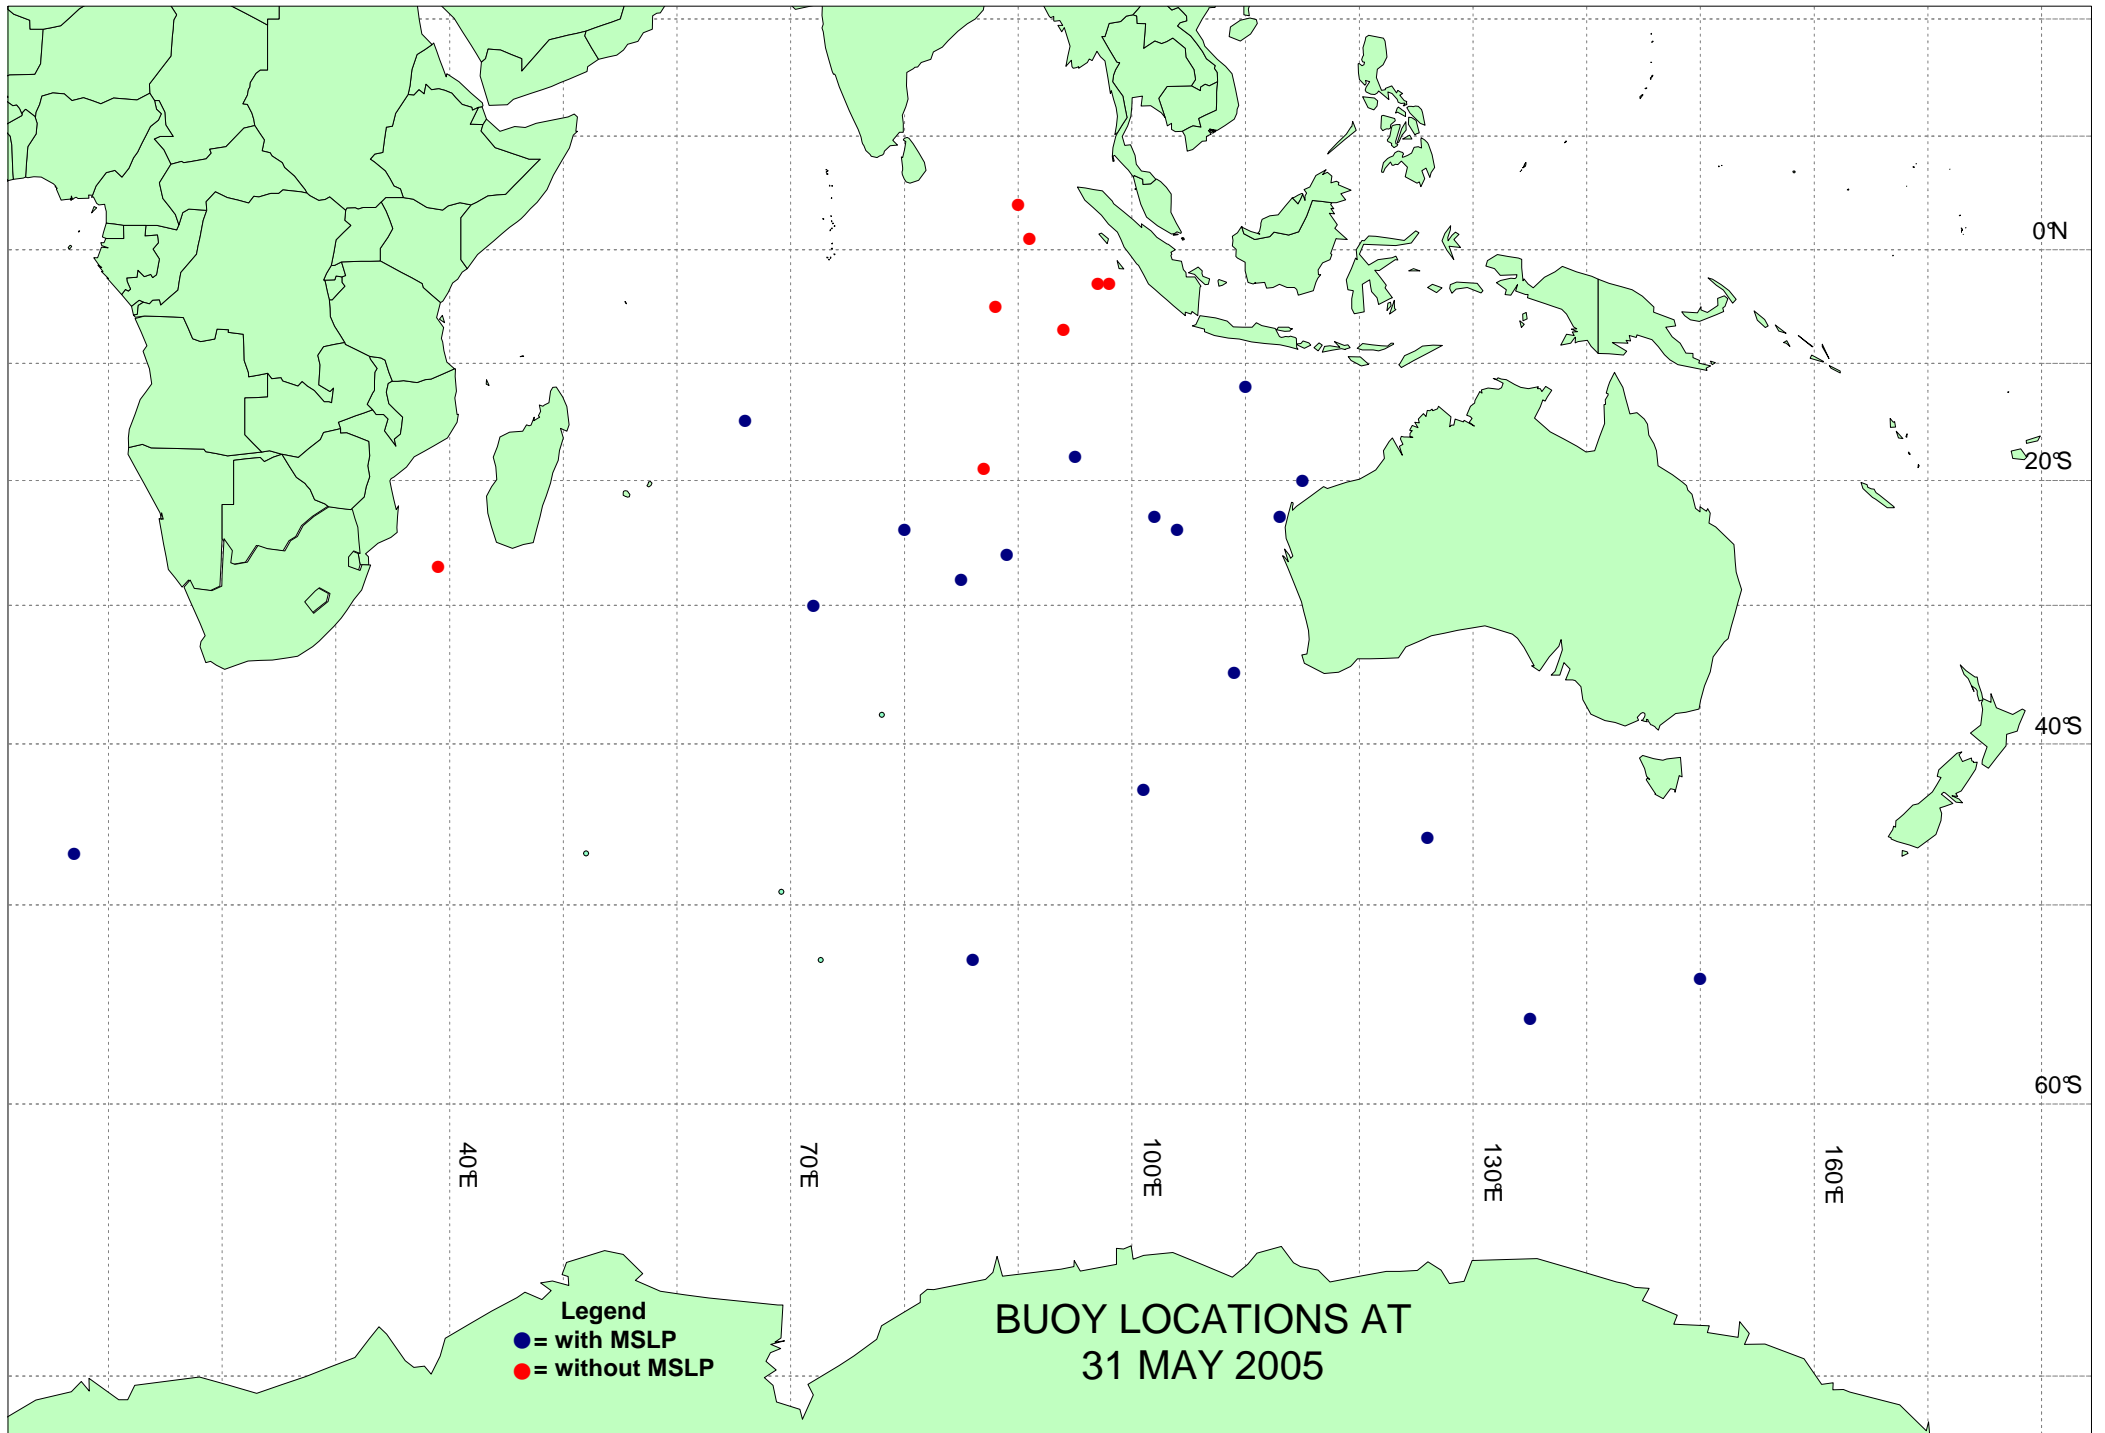 0°N
20°S
40°S
60°S
40°E
70°E
100°E
130°E
160°E
Legend
= with MSLP
= without MSLP
BUOY LOCATIONS AT
31 MAY 2005